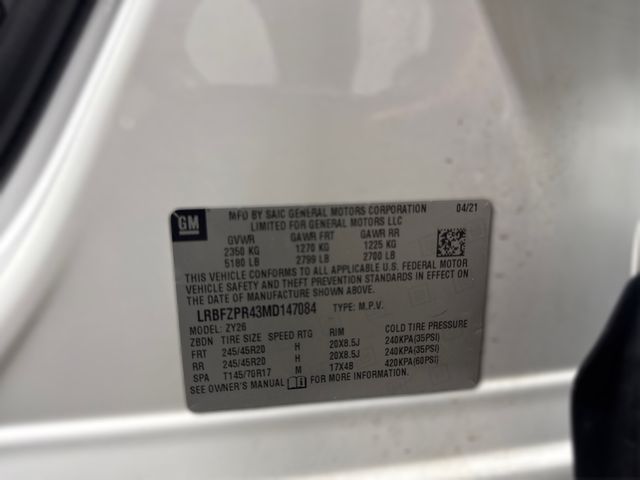 GM
MFD BY SAIC GENERAL MOTORS CORPORATION 04/21
LIMITED FOR GENERAL MOTORS LLC
GVWR GAWR FRT GAWR RR
2350 KG 1270 KG 1225 KG
5180 LB 2799 LB 2700 LB
THIS VEHICLE CONFORMS TO ALL APPLICABLE U.S. FEDERAL MOTOR
VEHICLE SAFETY AND THEFT PREVENTION STANDARDS IN EFFECT ON
THE DATE OF MANUFACTURE SHOWN ABOVE.
LRBFZPR43MD147084 TYPE: M.P.V.
MODEL: ZY26
ZBDN TIRE SIZE SPEED RTG RIM COLD TIRE PRESSURE
FRT 245/45R20 H 20X8.5J 240KPA(35PSI)
RR 245/45R20 H 20X8.5J 240KPA(35PSI)
SPA T145/70R17 M 17X4B 420KPA(60PSI)
SEE OWNER'S MANUAL FOR MORE INFORMATION.